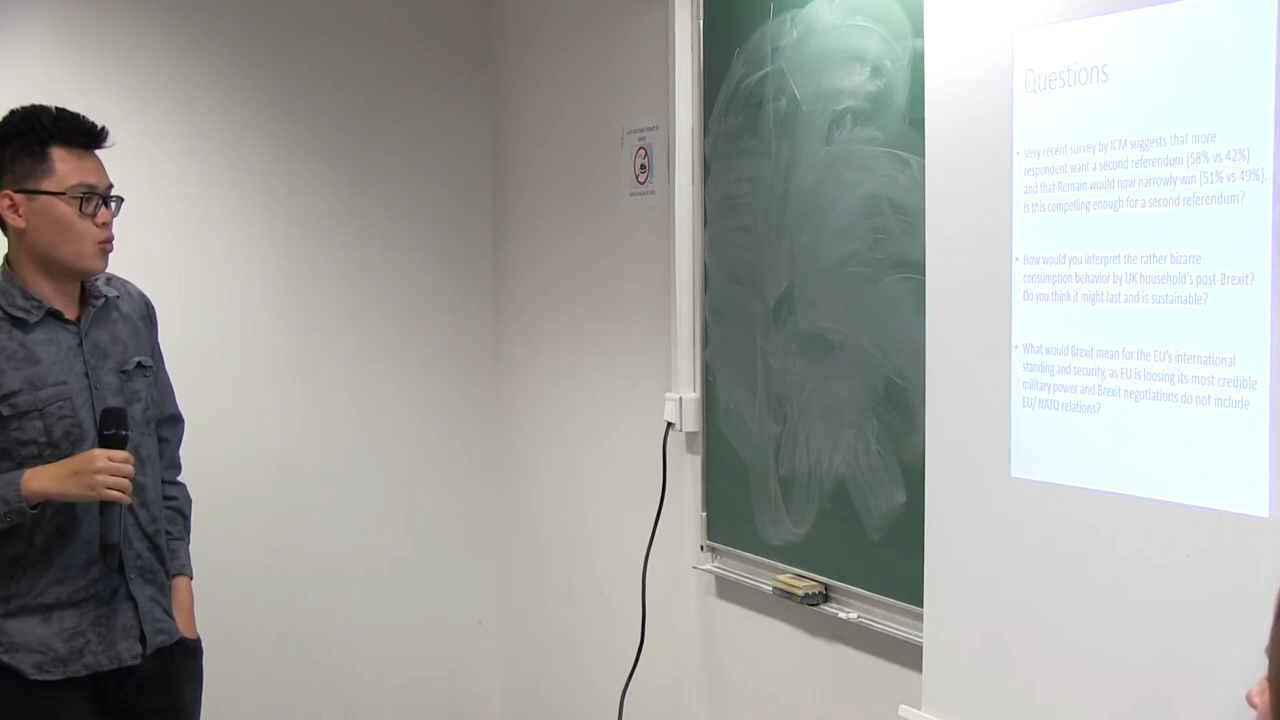 Questions
• Very recent survey by ICM suggests that more
respondent want a second referendum (58% vs 42%)
and that Remain would now narrowly win (51% vs 49%).
Is this compelling enough for a second referendum?
• How would you interpret the rather bizarre
consumption behavior by UK household's post-Brexit?
Do you think it might last and is sustainable?
• What would Brexit mean for the EU's international
standing and security, as EU is loosing its most credible
military power and Brexit negotiations do not include
EU/ NATO relations?